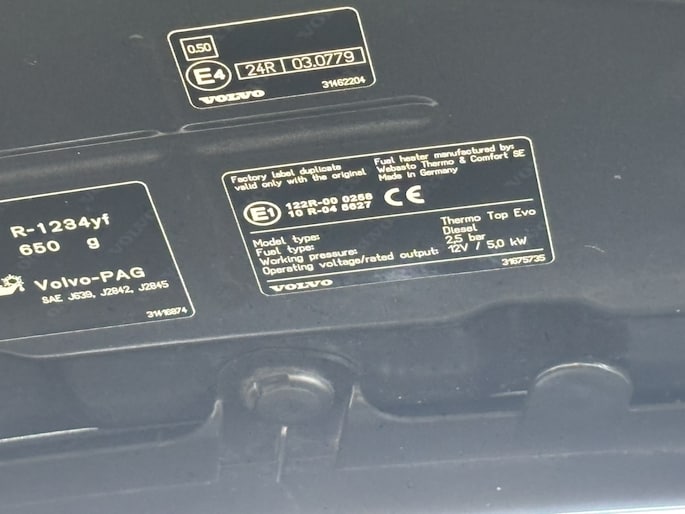 0.50
E4
24R 03.0779
31462204
VOLVO
Factory label duplicate
valid only with the original
Fuel heater manufactured by:
Webasto Thermo & Comfort SE
Made in Germany
E1
122R-00 0258
10 R-04 5627
CE
Model type: Thermo Top Evo
Fuel type: Diesel
Working pressure: 2,5 bar
Operating voltage/rated output: 12V / 5,0 kW
31675735
VOLVO
R-1234yf
650 g
Volvo-PAG
SAE J639, J2842, J2845
31416874